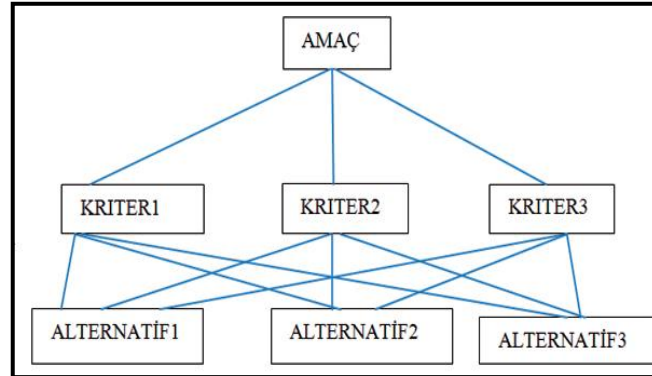 AMAÇ
KRITER1
KRITER2
KRITER3
ALTERNATİF1
ALTERNATİF2
ALTERNATİF3